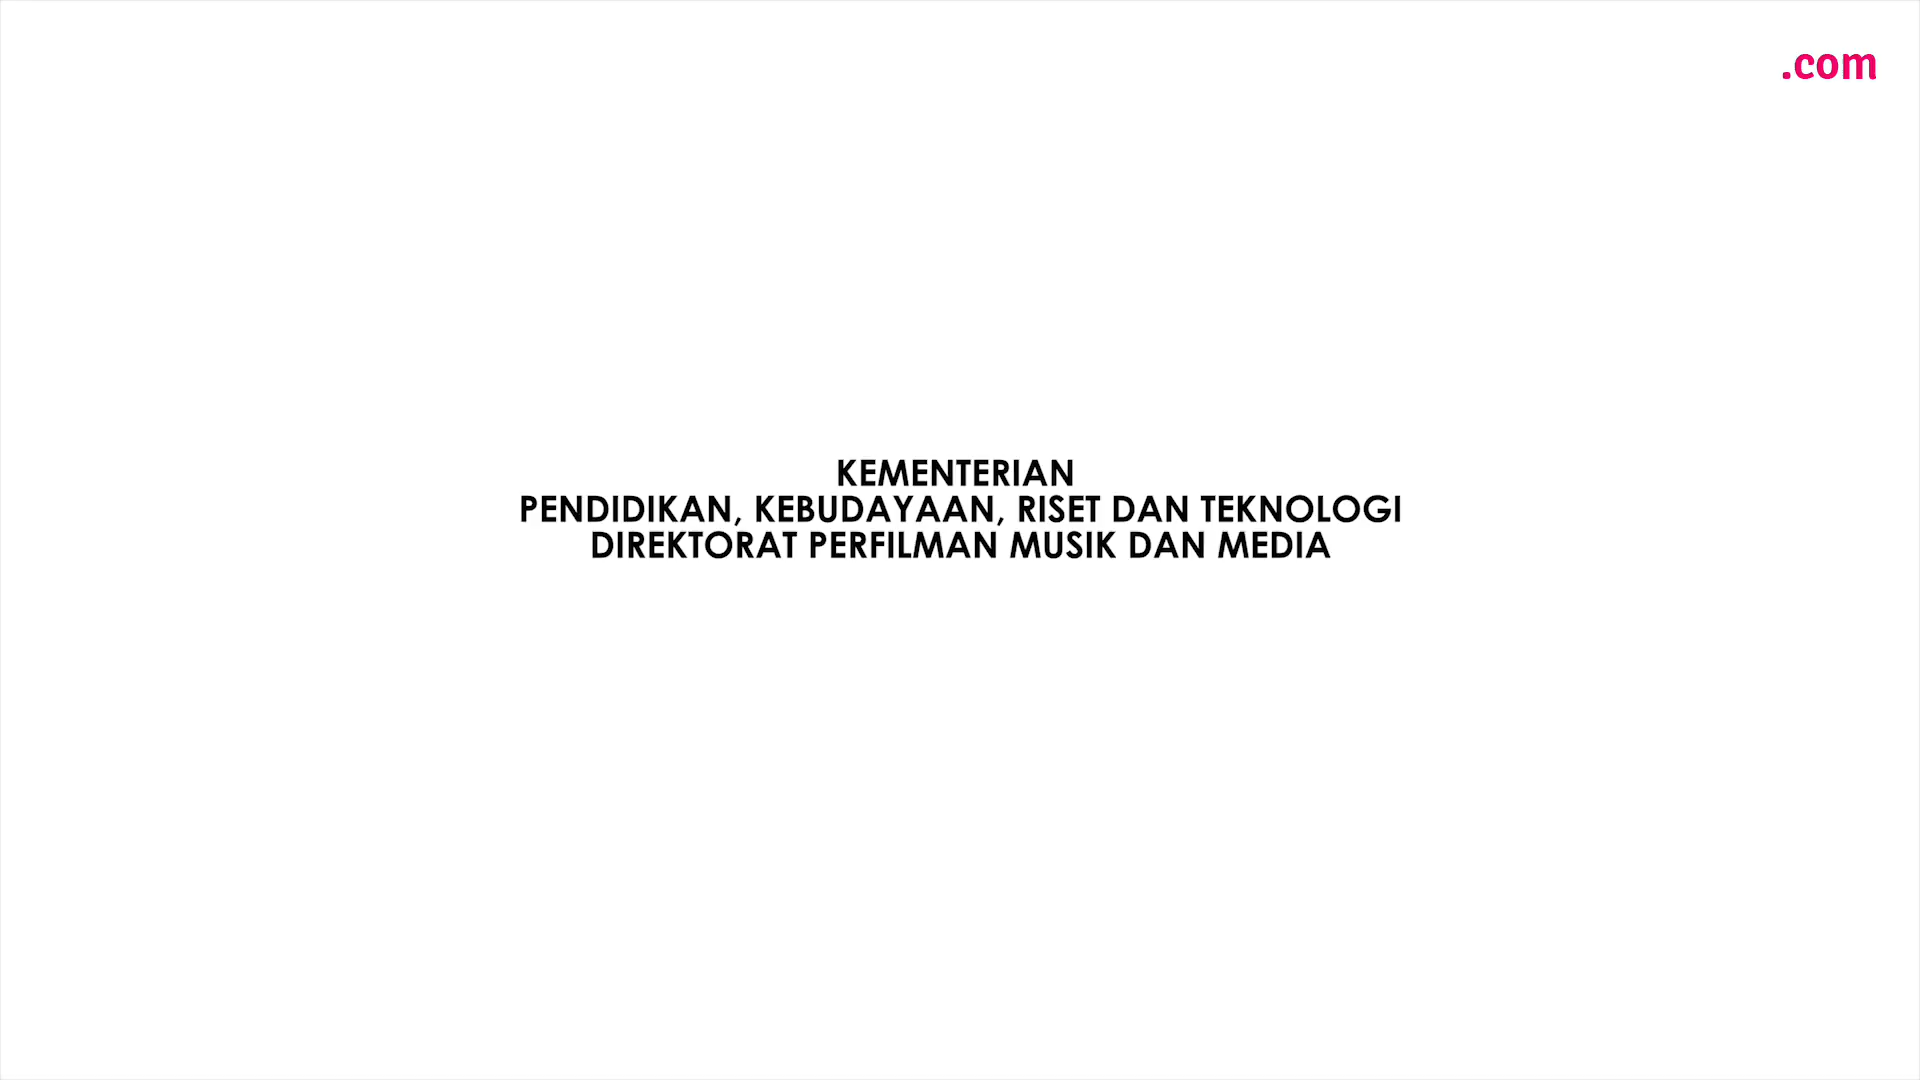 .com
KEMENTERIAN
PENDIDIKAN, KEBUDAYAAN, RISET DAN TEKNOLOGI
DIREKTORAT PERFILMAN MUSIK DAN MEDIA